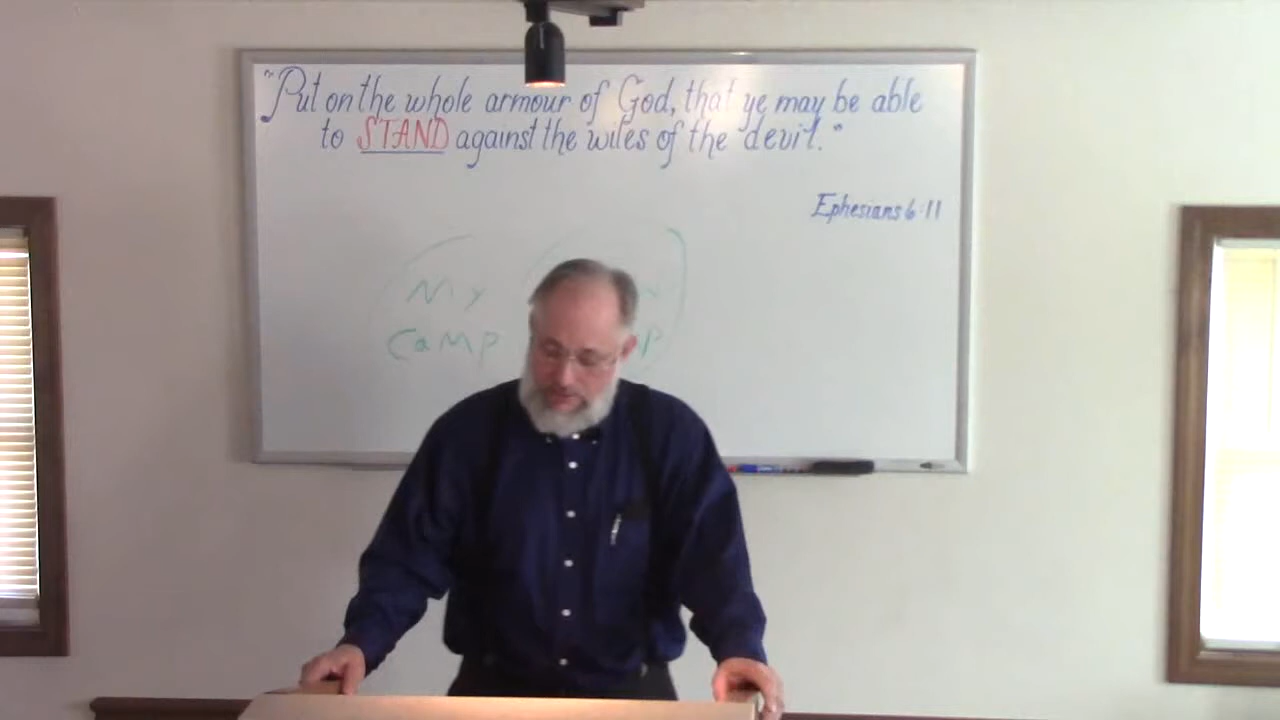 "Put on the whole armour of God, that ye may be able
to STAND against the wiles of the devil."
Ephesians 6:11
My
Camp